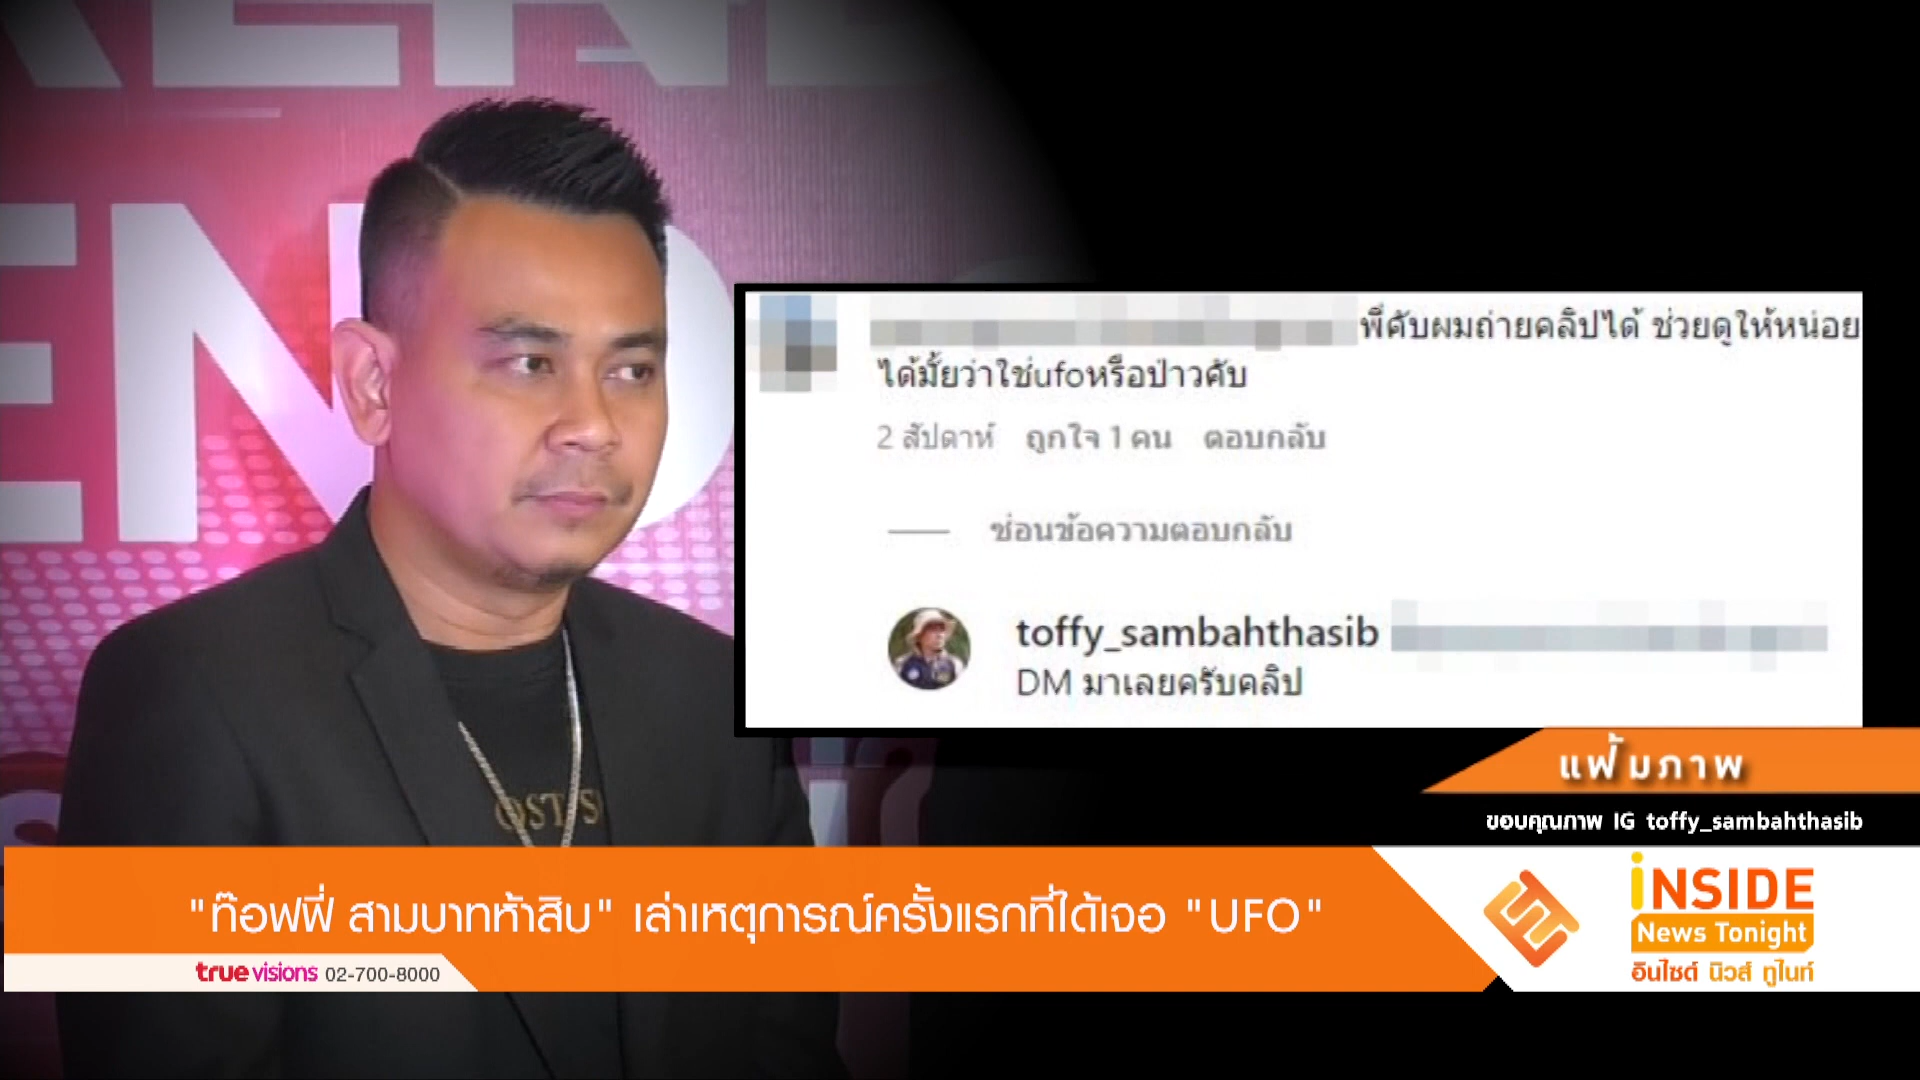 EN
พี่คับผมถ่ายคลิปได้ ช่วยดูให้หน่อย
ได้มั้ยว่าใช่ufoหรือป่าวคับ
2 สัปดาห์ ถูกใจ 1 คน ตอบกลับ
ซ่อนข้อความตอบกลับ
toffy_sambahthasib
DM มาเลยครับคลิป
แฟ้มภาพ
ขอบคุณภาพ IG toffy_sambahthasib
"ท๊อฟฟี่ สามบาทห้าสิบ" เล่าเหตุการณ์ครั้งแรกที่ได้เจอ "UFO"
truevisions 02-700-8000
iNSIDE
News Tonight
อินไซต์ นิวส์ ทูไนท์